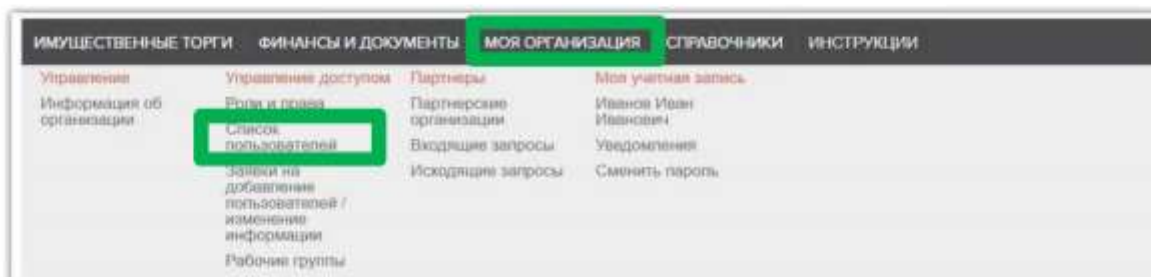 ИМУЩЕСТВЕННЫЕ ТОРГИ ФИНАНСЫ И ДОКУМЕНТЫ МОЯ ОРГАНИЗАЦИЯ СПРАВОЧНИКИ ИНСТРУКЦИИ
Управление
Информация об
организации
Управление доступом
Роли и права
Список
пользователей
Заявки на
добавление
пользователей /
изменение
информации
Рабочие группы
Партнеры
Партнерские
организации
Входящие запросы
Исходящие запросы
Моя учетная запись
Иванов Иван
Иванович
Уведомления
Сменить пароль